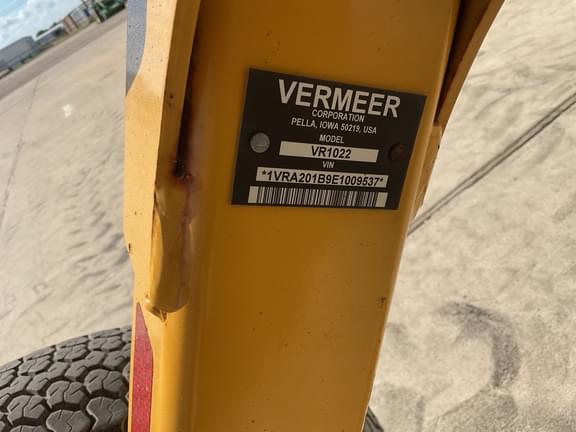 VERMEER
CORPORATION
PELLA, IOWA 50219, USA
MODEL
VR1022
VIN
*1VRA201B9E1009537*